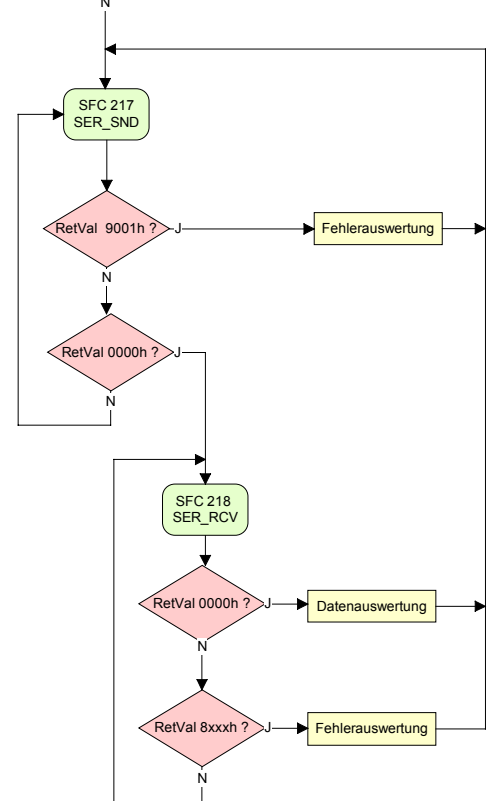 N
SFC 217
SER_SND
RetVal 9001h ?
J
Fehlerauswertung
N
RetVal 0000h ?
J
N
SFC 218
SER_RCV
RetVal 0000h ?
J
Datenauswertung
N
RetVal 8xxxh ?
J
Fehlerauswertung
N